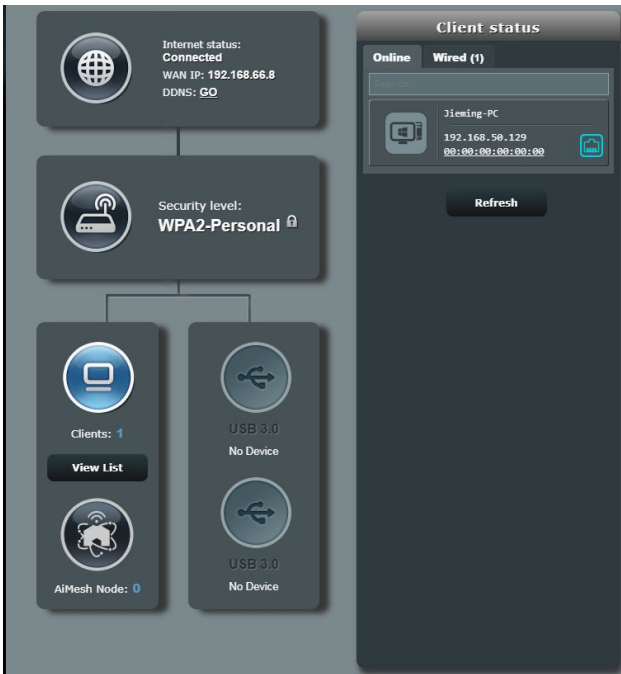 Internet status:
Connected
WAN IP: 192.168.66.8
DDNS: GO
Security level:
WPA2-Personal
Clients: 1
View List
AiMesh Node: 0
USB 3.0
No Device
USB 3.0
No Device
Client status
Online Wired (1)
Search
Jieming-PC
192.168.50.129
00:00:00:00:00:00
Refresh